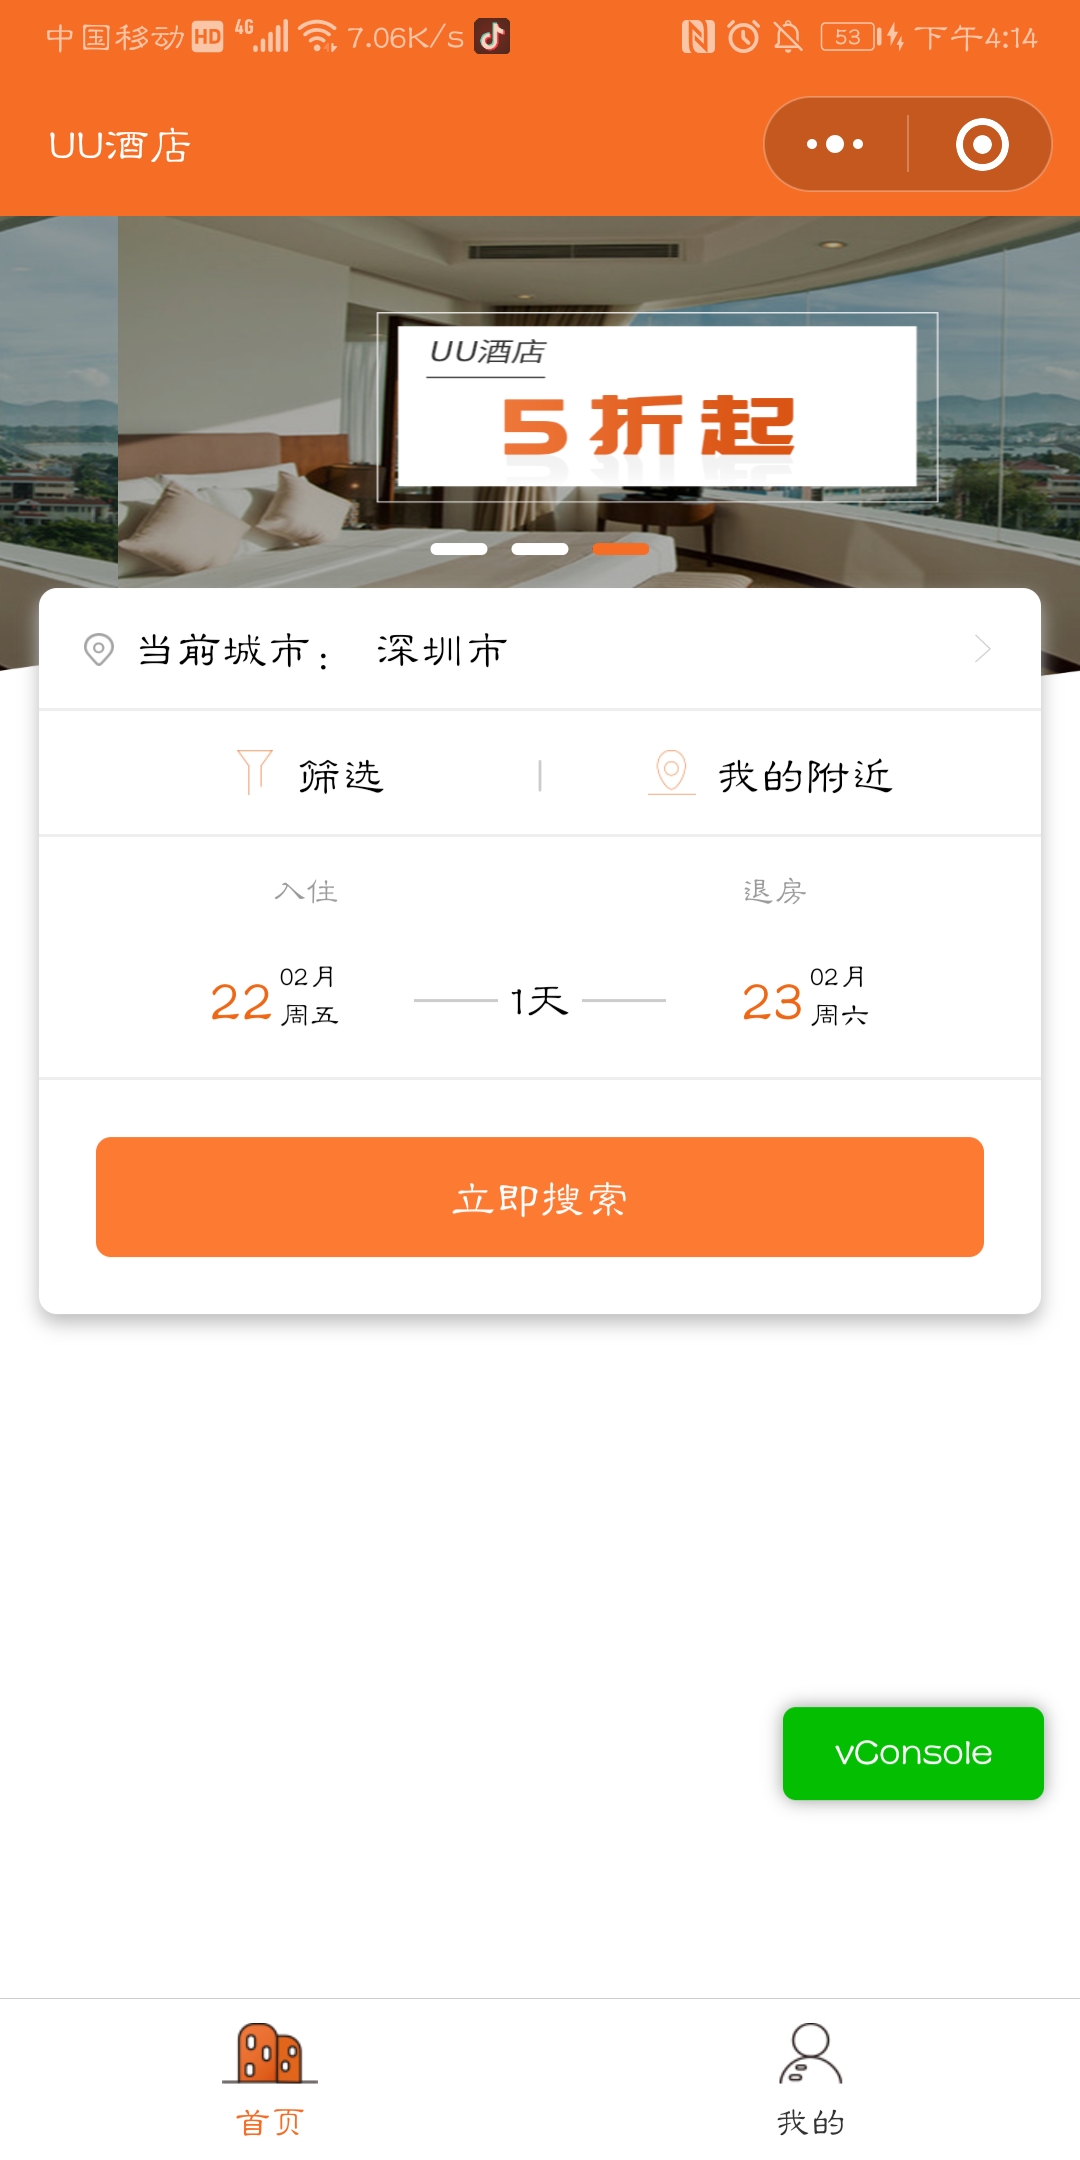 中国移动 HD 4G 7.06K/s 53 下午4:14
UU酒店
UU酒店
5折起
当前城市： 深圳市
筛选 | 我的附近
入住 退房
22 02月 周五 1天 23 02月 周六
立即搜索
vConsole
首页 我的